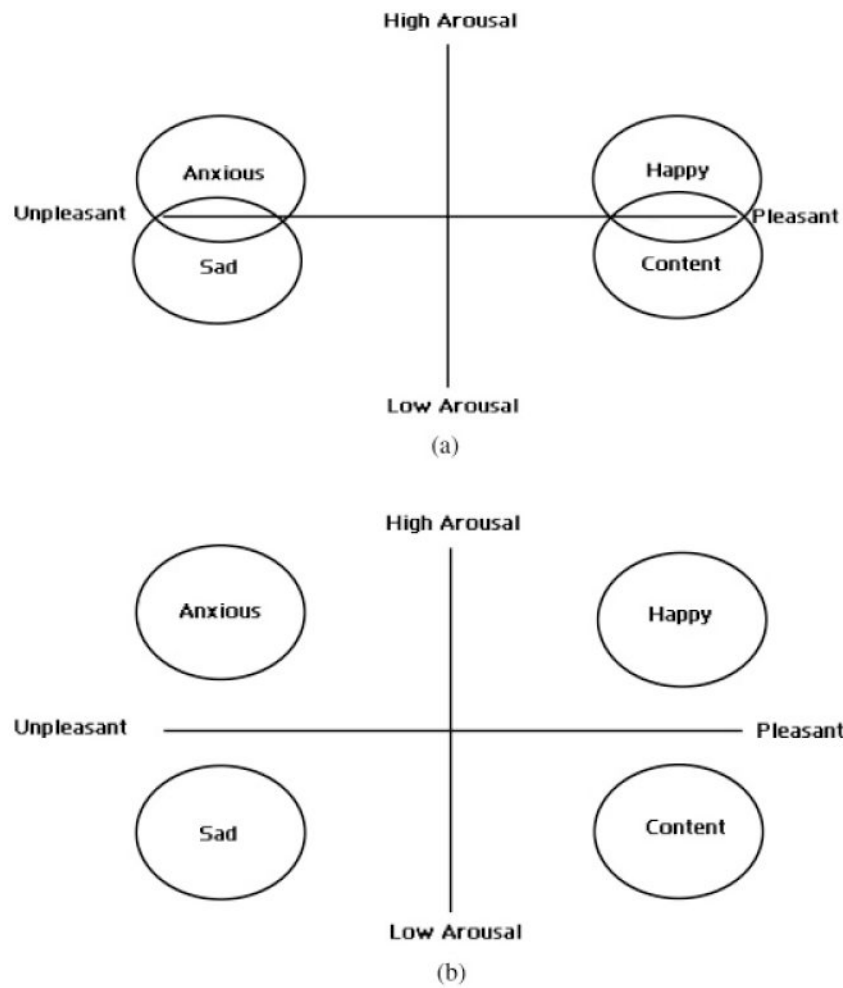 High Arousal
Anxious
Happy
Unpleasant
Pleasant
Sad
Content
Low Arousal
(a)
High Arousal
Anxious
Happy
Unpleasant
Pleasant
Sad
Content
Low Arousal
(b)